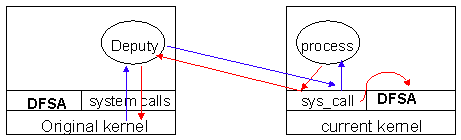 Deputy
process
DFSA
system calls
sys_call
DFSA
Original kernel
current kernel